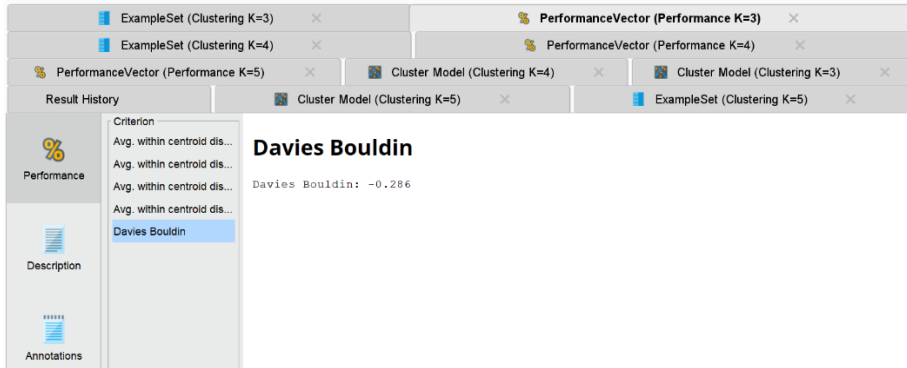 ExampleSet (Clustering K=3)
PerformanceVector (Performance K=3)
ExampleSet (Clustering K=4)
PerformanceVector (Performance K=4)
PerformanceVector (Performance K=5)
Cluster Model (Clustering K=4)
Cluster Model (Clustering K=3)
Result History
Cluster Model (Clustering K=5)
ExampleSet (Clustering K=5)
%
Performance
Description
Annotations
Criterion
Avg. within centroid dis...
Avg. within centroid dis...
Avg. within centroid dis...
Avg. within centroid dis...
Davies Bouldin
Davies Bouldin
Davies Bouldin: -0.286